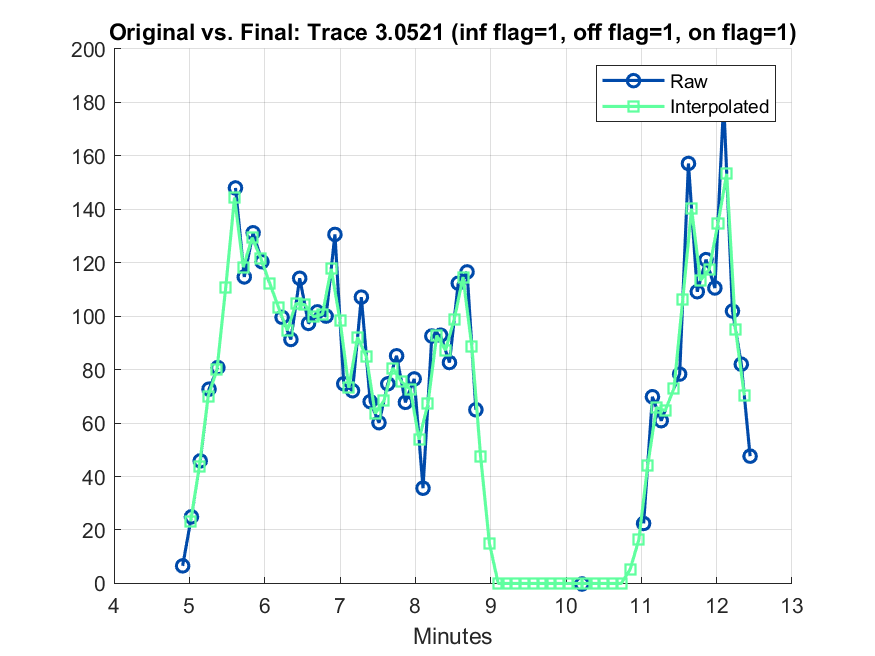 Original vs. Final: Trace 3.0521 (inf flag=1, off flag=1, on flag=1)
200
180
160
140
120
100
80
60
40
20
0
Raw
Interpolated
4 5 6 7 8 9 10 11 12 13
Minutes